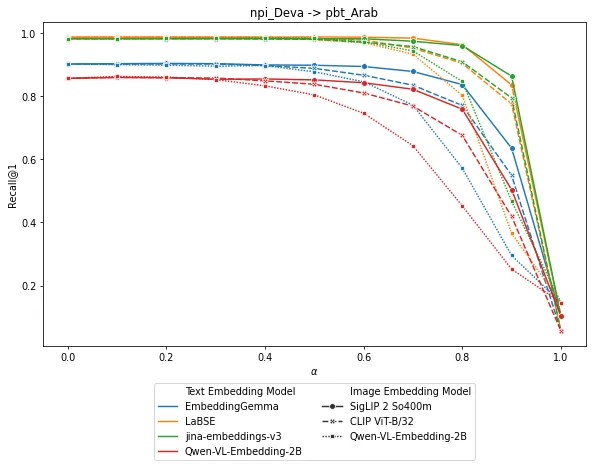 npi_Deva -> pbt_Arab
Recall@1
1.0
0.8
0.6
0.4
0.2
0.0 0.2 0.4 0.6 0.8 1.0
α
Text Embedding Model Image Embedding Model
EmbeddingGemma SigLIP 2 So400m
LaBSE CLIP ViT-B/32
jina-embeddings-v3 Qwen-VL-Embedding-2B
Qwen-VL-Embedding-2B